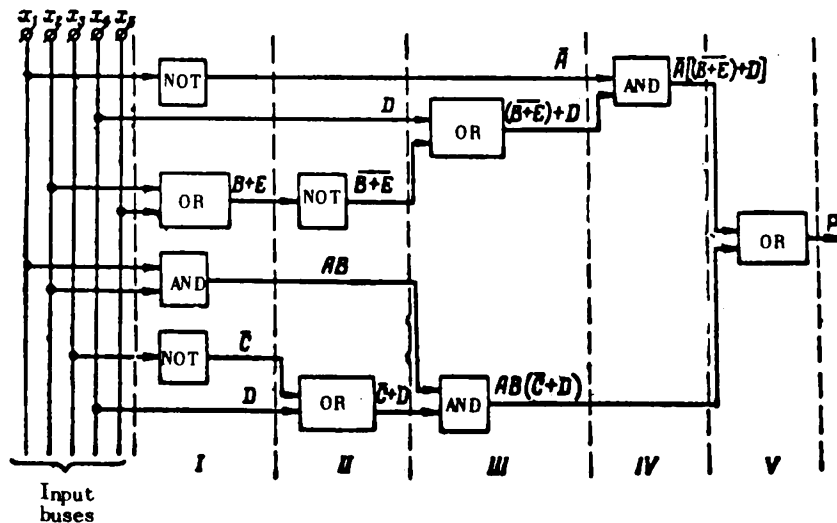 x₁ x₂ x₃ x₄ x₅
NOT
Ā
AND
Ā[(B̅+̅E̅)+D]
D
OR
(B̅+̅E̅)+D
OR
B+E
NOT
B̅+̅E̅
OR
P
AND
AB
NOT
C̄
D
OR
C̄+D
AND
AB(C̄+D)
I II III IV V
Input
buses